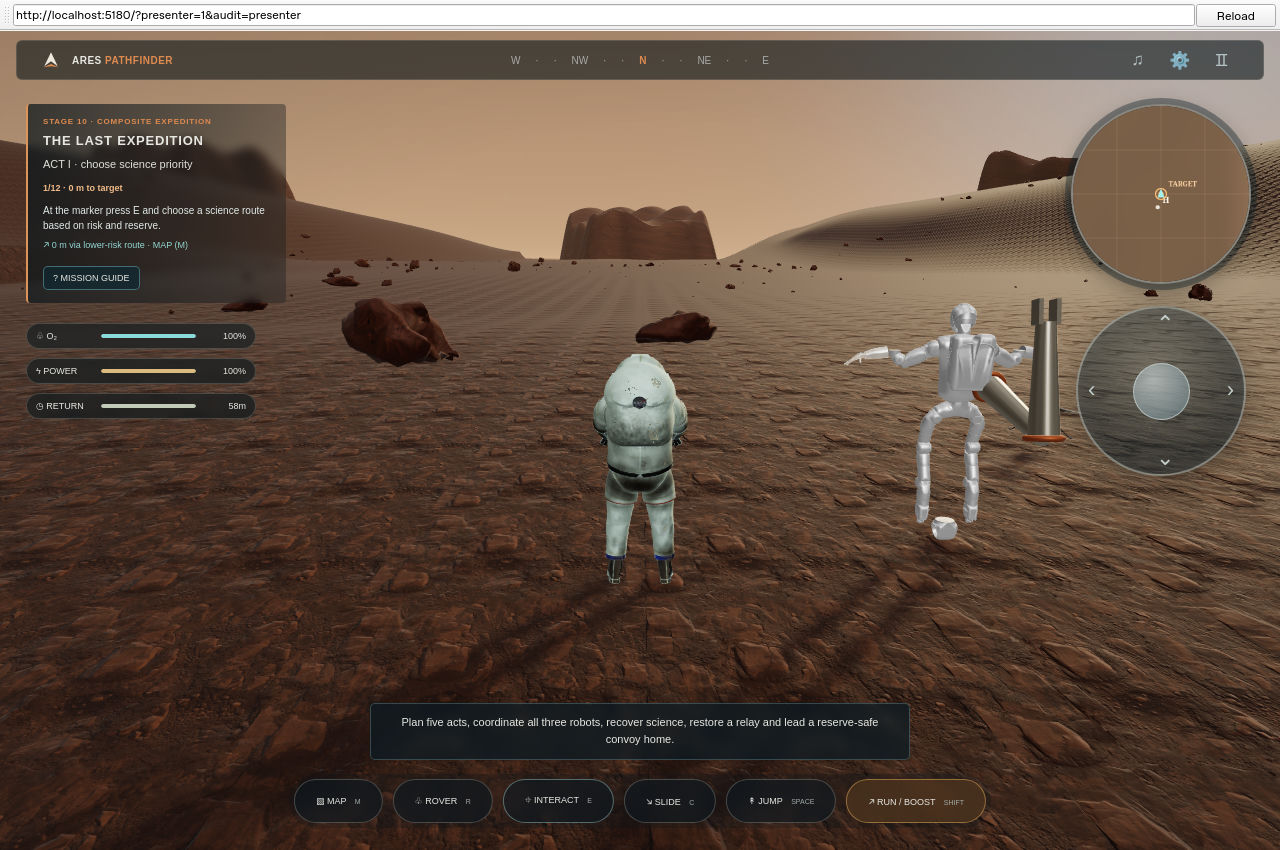 http://localhost:5180/?presenter=1&audit=presenter
Reload
ARES PATHFINDER
W · · NW · · N · · NE · · E
STAGE 10 · COMPOSITE EXPEDITION
THE LAST EXPEDITION
ACT I · choose science priority
1/12 · 0 m to target
At the marker press E and choose a science route
based on risk and reserve.
↗ 0 m via lower-risk route · MAP (M)
? MISSION GUIDE
TARGET
H
O₂ 100%
POWER 100%
RETURN 58m
Plan five acts, coordinate all three robots, recover science, restore a relay and lead a reserve-safe
convoy home.
MAP M
ROVER R
INTERACT E
SLIDE C
JUMP SPACE
RUN / BOOST SHIFT